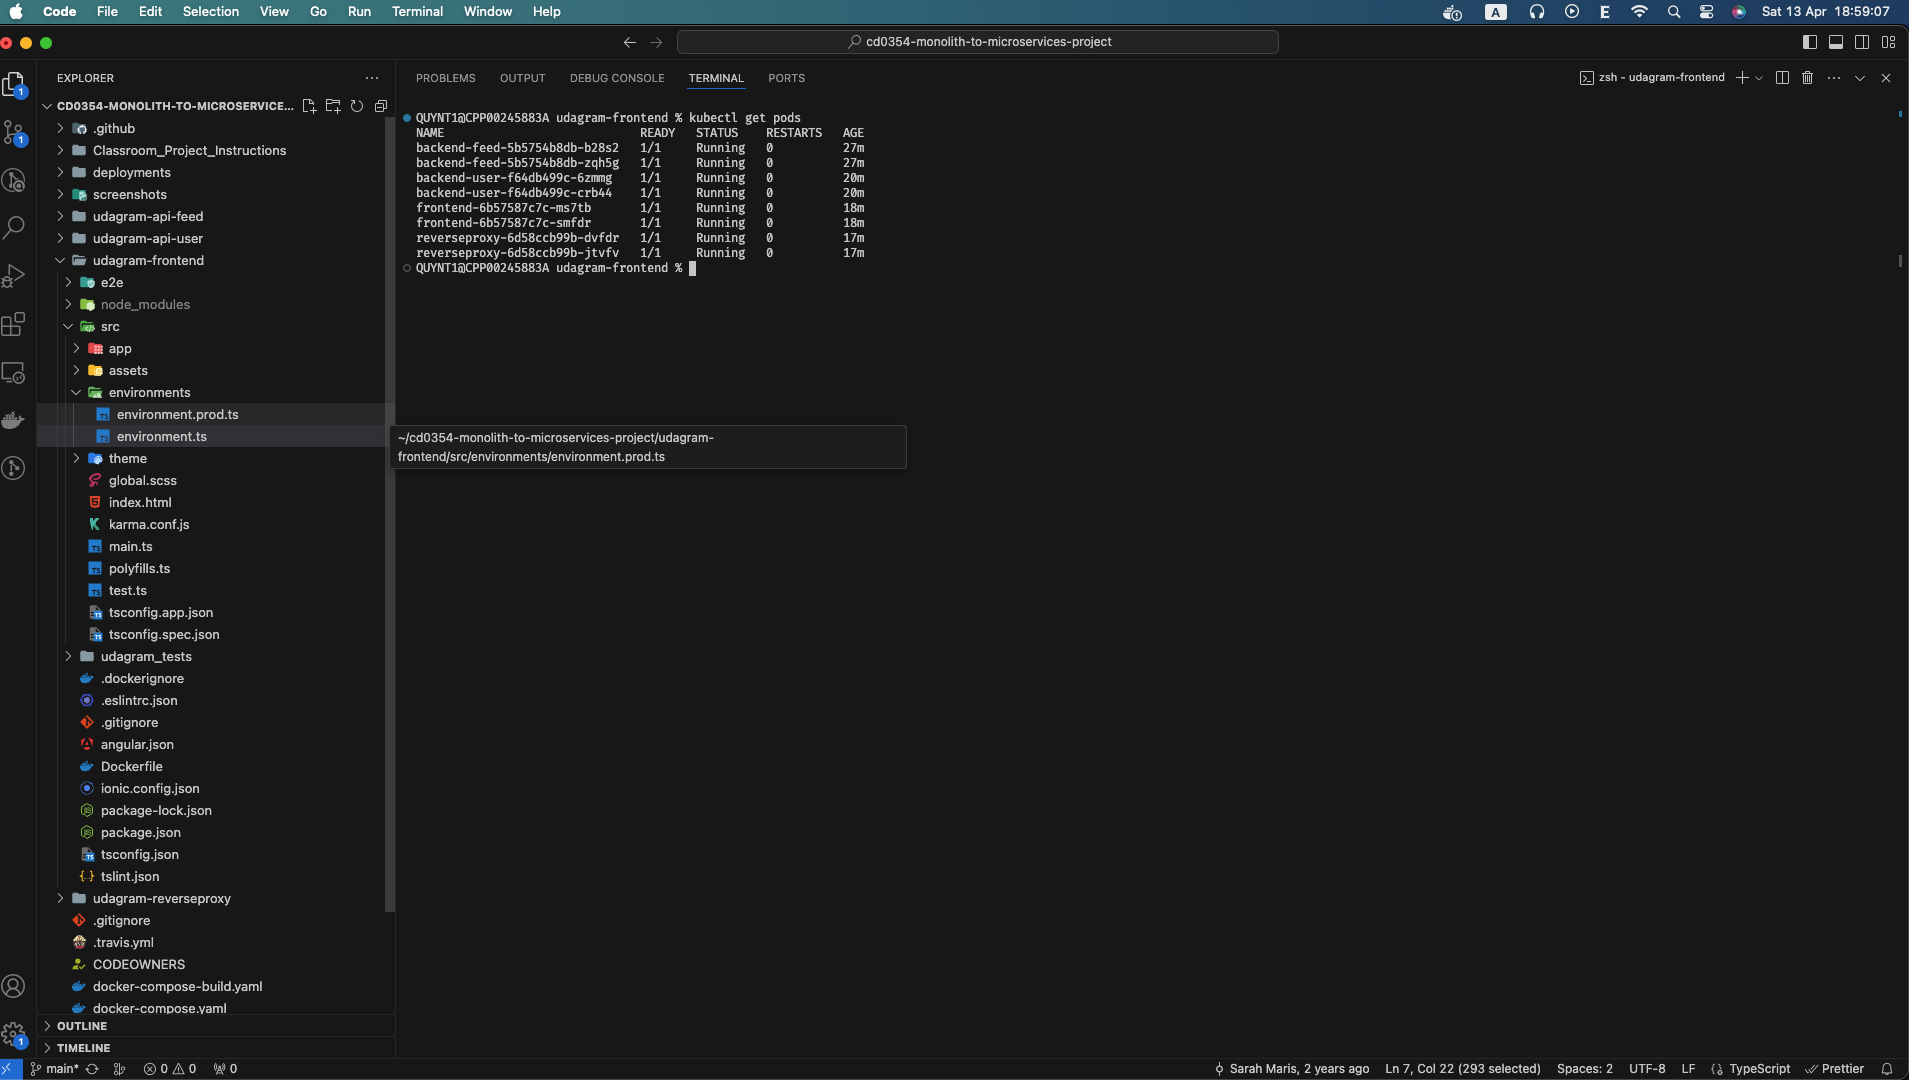 Code File Edit Selection View Go Run Terminal Window Help A E Sat 13 Apr 18:59:07
cd0354-monolith-to-microservices-project
EXPLORER
CD0354-MONOLITH-TO-MICROSERVICE...
.github
Classroom_Project_Instructions
deployments
screenshots
udagram-api-feed
udagram-api-user
udagram-frontend
e2e
node_modules
src
app
assets
environments
environment.prod.ts
environment.ts
theme
global.scss
index.html
karma.conf.js
main.ts
polyfills.ts
test.ts
tsconfig.app.json
tsconfig.spec.json
udagram_tests
.dockerignore
.eslintrc.json
.gitignore
angular.json
Dockerfile
ionic.config.json
package-lock.json
package.json
tsconfig.json
tslint.json
udagram-reverseproxy
.gitignore
.travis.yml
CODEOWNERS
docker-compose-build.yaml
docker-compose.yaml
OUTLINE
TIMELINE
PROBLEMS OUTPUT DEBUG CONSOLE TERMINAL PORTS zsh - udagram-frontend
QUYNT1@CPP00245883A udagram-frontend % kubectl get pods
NAME READY STATUS RESTARTS AGE
backend-feed-5b5754b8db-b28s2 1/1 Running 0 27m
backend-feed-5b5754b8db-zqh5g 1/1 Running 0 27m
backend-user-f64db499c-6zmmg 1/1 Running 0 20m
backend-user-f64db499c-crb44 1/1 Running 0 20m
frontend-6b57587c7c-ms7tb 1/1 Running 0 18m
frontend-6b57587c7c-smfdr 1/1 Running 0 18m
reverseproxy-6d58ccb99b-dvfdr 1/1 Running 0 17m
reverseproxy-6d58ccb99b-jtvfv 1/1 Running 0 17m
QUYNT1@CPP00245883A udagram-frontend %
~/cd0354-monolith-to-microservices-project/udagram-
frontend/src/environments/environment.prod.ts
1
1
1
main* 0 0 0 Sarah Maris, 2 years ago Ln 7, Col 22 (293 selected) Spaces: 2 UTF-8 LF TypeScript Prettier